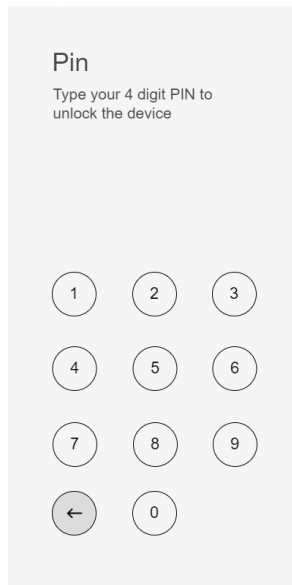 Pin
Type your 4 digit PIN to
unlock the device
1 2 3
4 5 6
7 8 9
← 0